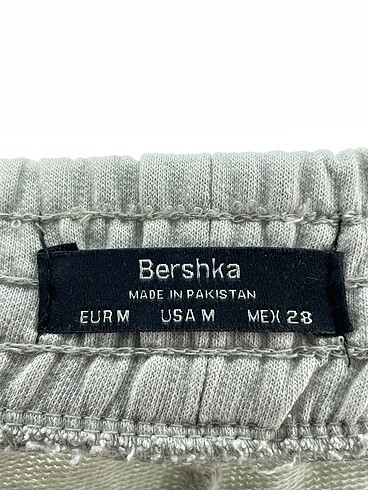 Bershka
MADE IN PAKISTAN
EUR M USA M MEX 28